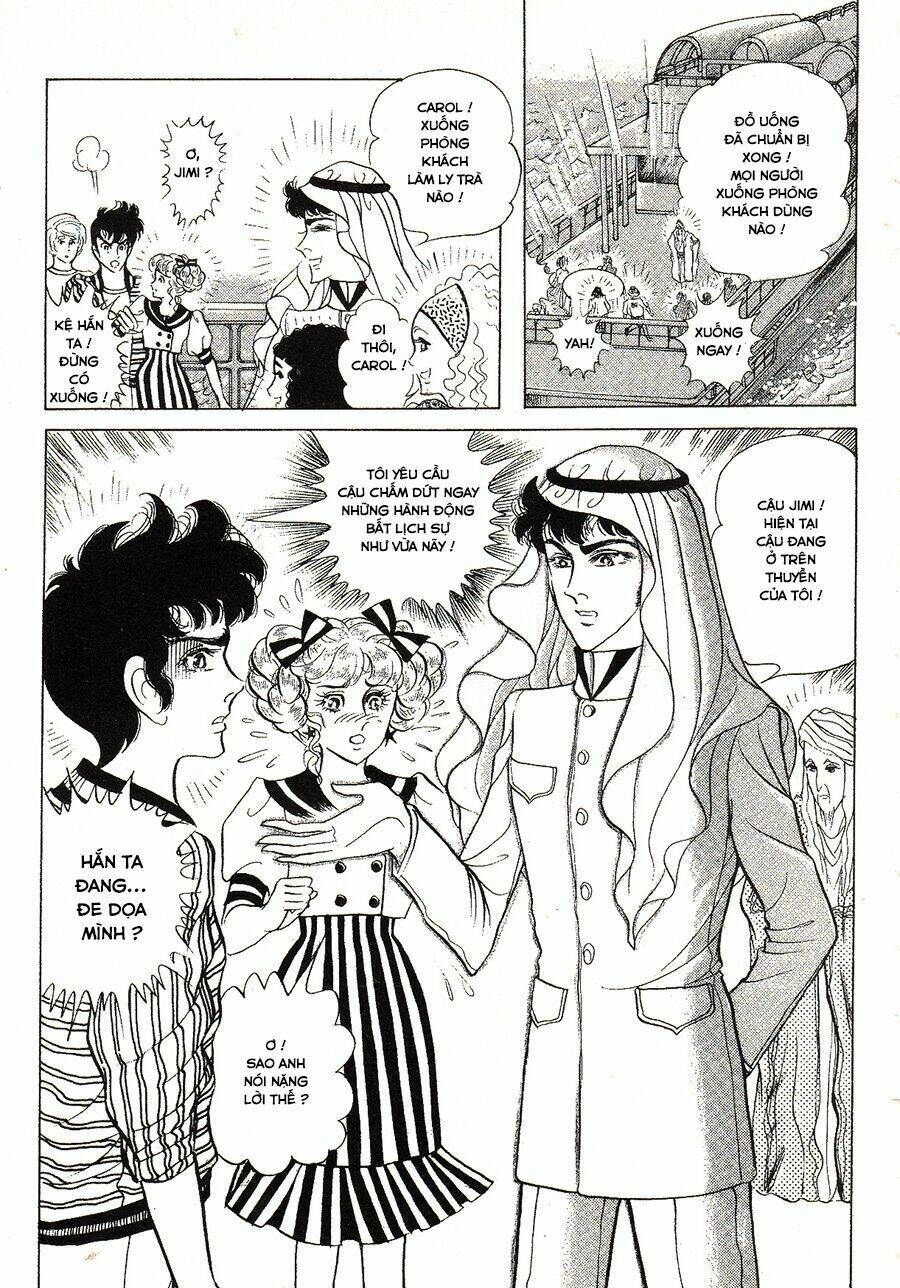 ĐỒ UỐNG
ĐÃ CHUẨN BỊ
XONG !
MỌI NGƯỜI
XUỐNG PHÒNG
KHÁCH DÙNG
NÀO !
YAH!
XUỐNG
NGAY !
CAROL !
XUỐNG
PHÒNG
KHÁCH
LÀM LY TRÀ
NÀO !
Ơ,
JIMI ?
ĐI
THÔI,
CAROL !
KỆ HẮN
TA !
ĐỪNG
CÓ
XUỐNG !
CẬU JIMI !
HIỆN TẠI
CẬU ĐANG
Ở TRÊN
THUYỀN
CỦA TÔI !
TÔI YÊU CẦU
CẬU CHẤM DỨT NGAY
NHỮNG HÀNH ĐỘNG
BẤT LỊCH SỰ
NHƯ VỪA NÃY !
HẮN TA
ĐANG...
ĐE DỌA
MÌNH ?
Ơ !
SAO ANH
NÓI NẶNG
LỜI THẾ ?